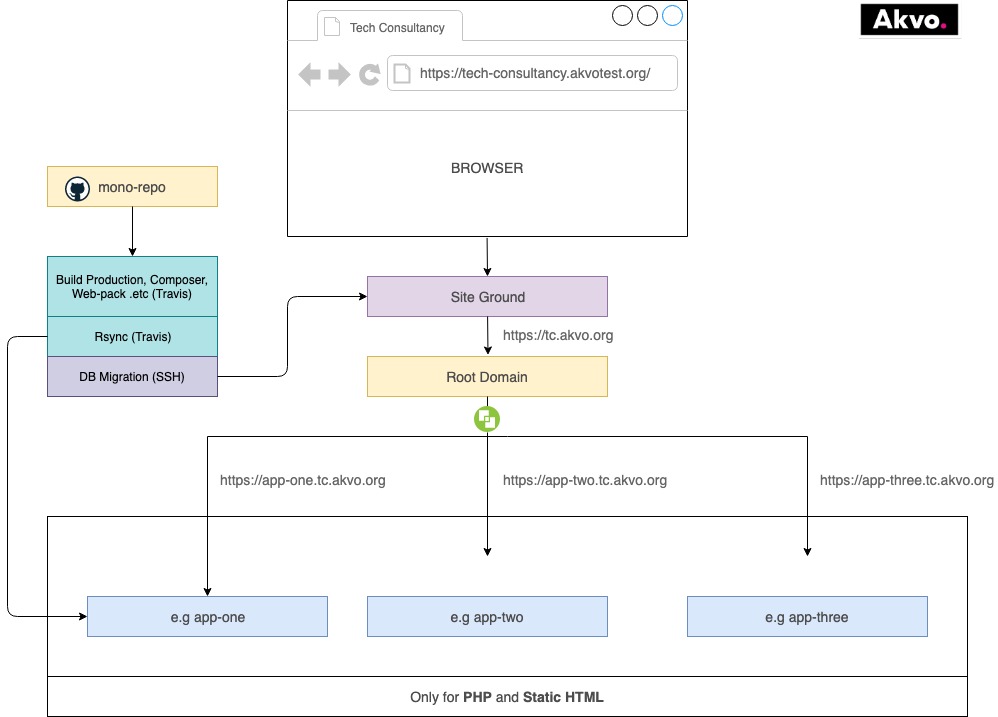 Tech Consultancy
Akvo.
https://tech-consultancy.akvotest.org/
BROWSER
mono-repo
Build Production, Composer,
Web-pack .etc (Travis)
Rsync (Travis)
DB Migration (SSH)
Site Ground
https://tc.akvo.org
Root Domain
https://app-one.tc.akvo.org
https://app-two.tc.akvo.org
https://app-three.tc.akvo.org
e.g app-one
e.g app-two
e.g app-three
Only for PHP and Static HTML